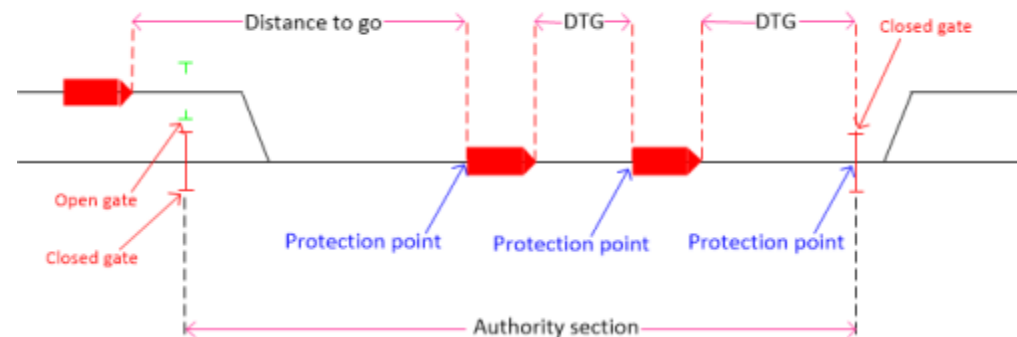 Distance to go
DTG
DTG
Closed gate
Open gate
Closed gate
Protection point
Protection point
Protection point
Authority section